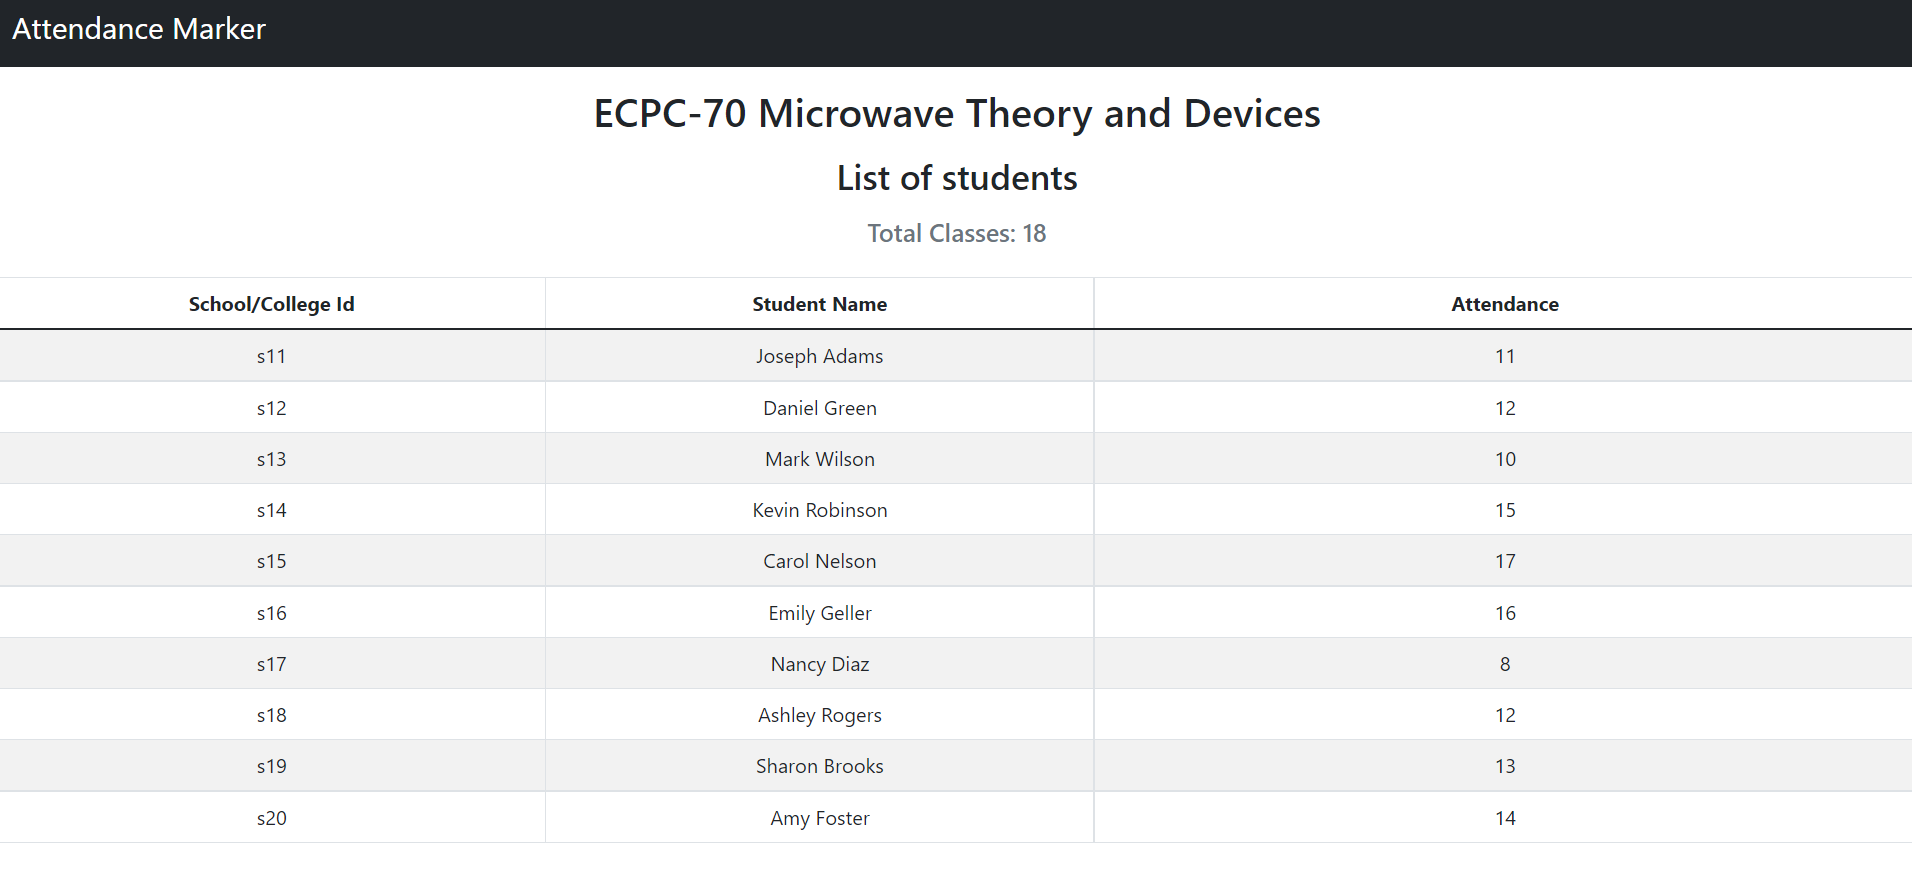 Attendance Marker
ECPC-70 Microwave Theory and Devices
List of students
Total Classes: 18
School/College Id Student Name Attendance
s11 Joseph Adams 11
s12 Daniel Green 12
s13 Mark Wilson 10
s14 Kevin Robinson 15
s15 Carol Nelson 17
s16 Emily Geller 16
s17 Nancy Diaz 8
s18 Ashley Rogers 12
s19 Sharon Brooks 13
s20 Amy Foster 14